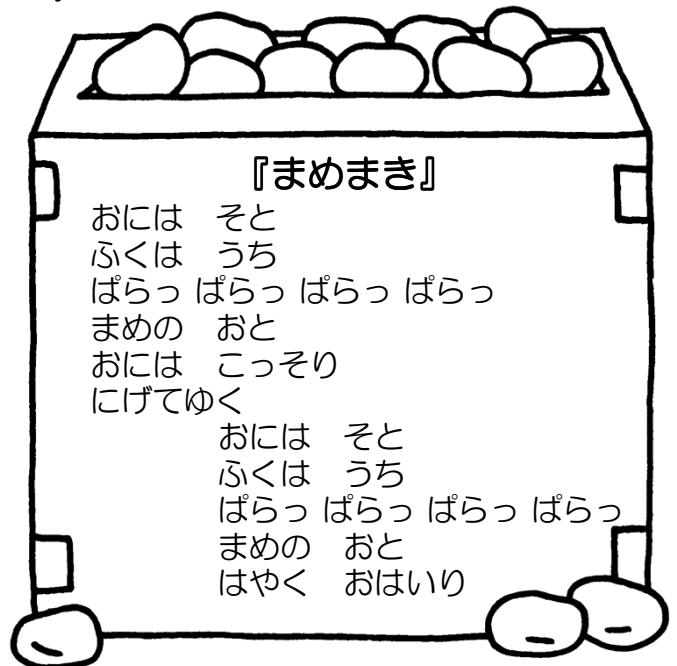 『まめまき』
おには　そと
ふくは　うち
ぱらっ ぱらっ ぱらっ ぱらっ
まめの　おと
おには　こっそり
にげてゆく
おには　そと
ふくは　うち
ぱらっ ぱらっ ぱらっ ぱらっ
まめの　おと
はやく　おはいり